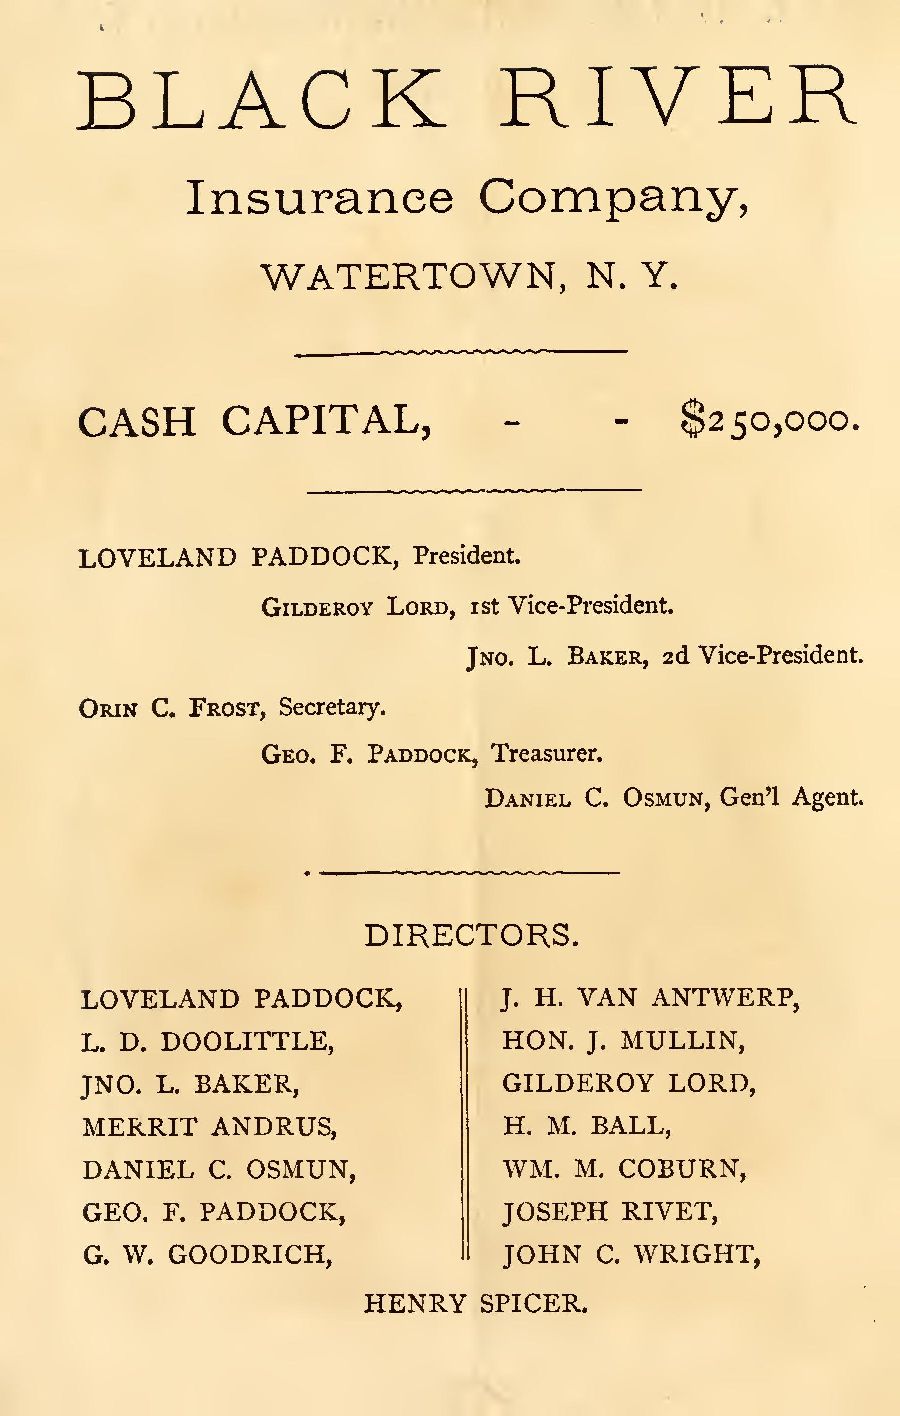 BLACK RIVER
Insurance Company,
WATERTOWN, N. Y.
CASH CAPITAL, - - $250,000.
LOVELAND PADDOCK, President.
GILDEROY LORD, 1st Vice-President.
JNO. L. BAKER, 2d Vice-President.
ORIN C. FROST, Secretary.
GEO. F. PADDOCK, Treasurer.
DANIEL C. OSMUN, Gen'l Agent.
DIRECTORS.
LOVELAND PADDOCK,
L. D. DOOLITTLE,
JNO. L. BAKER,
MERRIT ANDRUS,
DANIEL C. OSMUN,
GEO. F. PADDOCK,
G. W. GOODRICH,
J. H. VAN ANTWERP,
HON. J. MULLIN,
GILDEROY LORD,
H. M. BALL,
WM. M. COBURN,
JOSEPH RIVET,
JOHN C. WRIGHT,
HENRY SPICER.